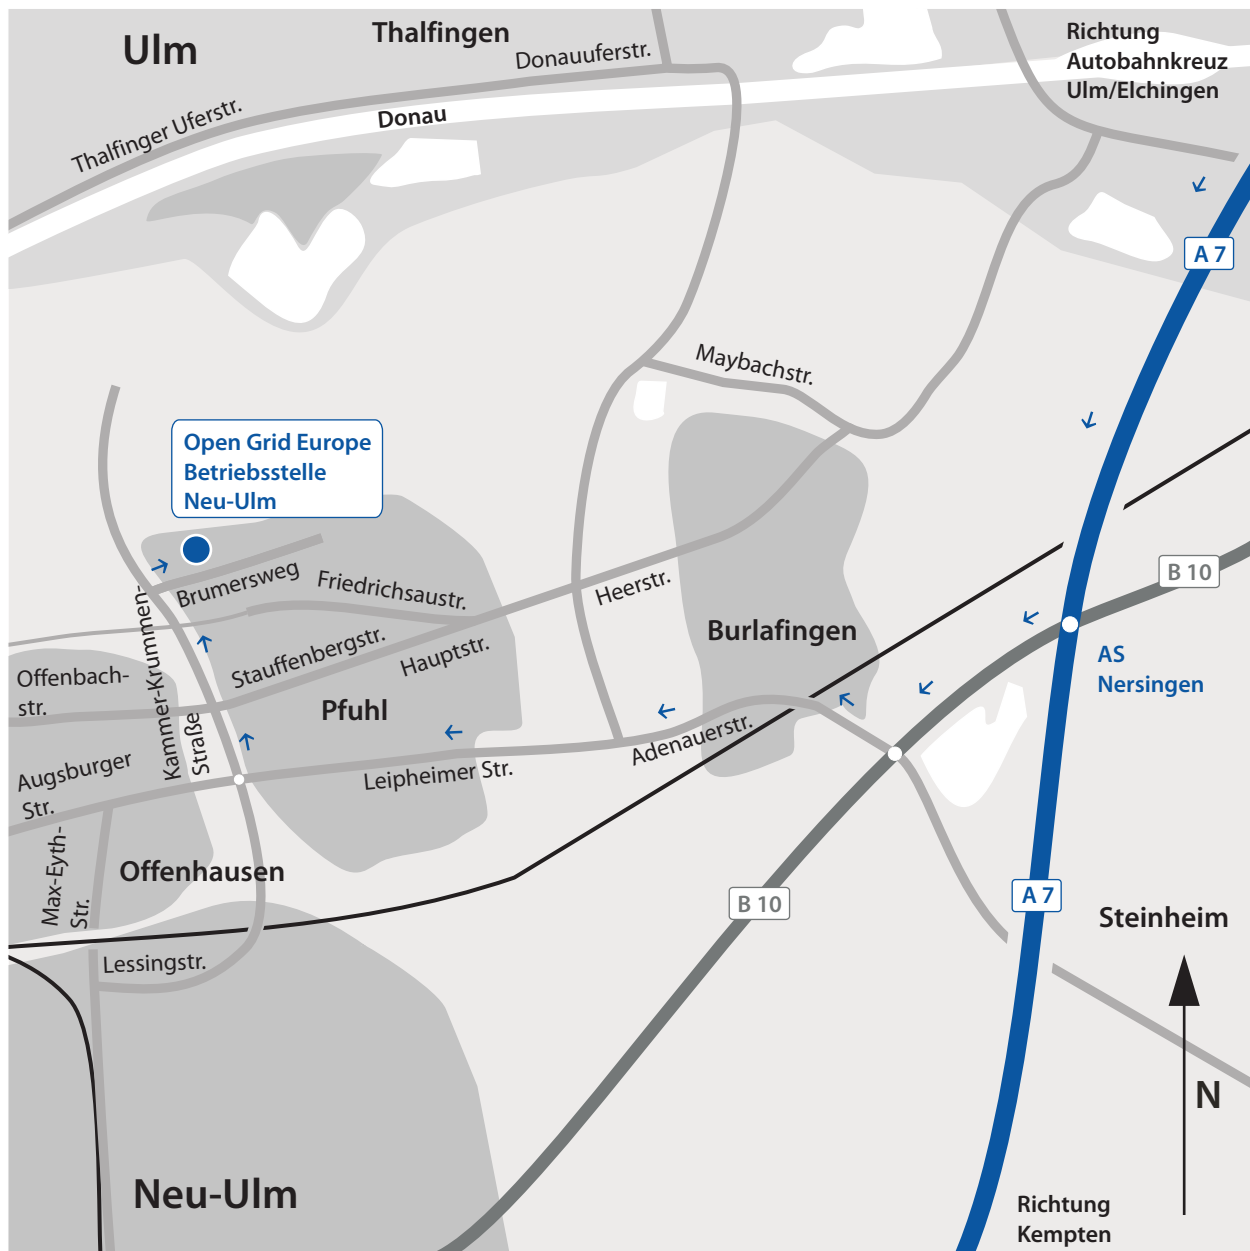 Ulm
Thalfingen
Donauuferstr.
Richtung
Autobahnkreuz
Ulm/Elchingen
Thalfinger Uferstr.
Donau
A 7
Maybachstr.
Open Grid Europe
Betriebsstelle
Neu-Ulm
Brumersweg
Friedrichsaustr.
Heerstr.
B 10
Burlafingen
Stauffenbergstr.
Hauptstr.
Offenbach-
str.
Kammer-Krummen-
Straße
AS
Nersingen
Pfuhl
Adenauerstr.
Leipheimer Str.
Augsburger
Str.
Max-Eyth-
Str.
Offenhausen
B 10
A 7
Steinheim
Lessingstr.
N
Neu-Ulm
Richtung
Kempten